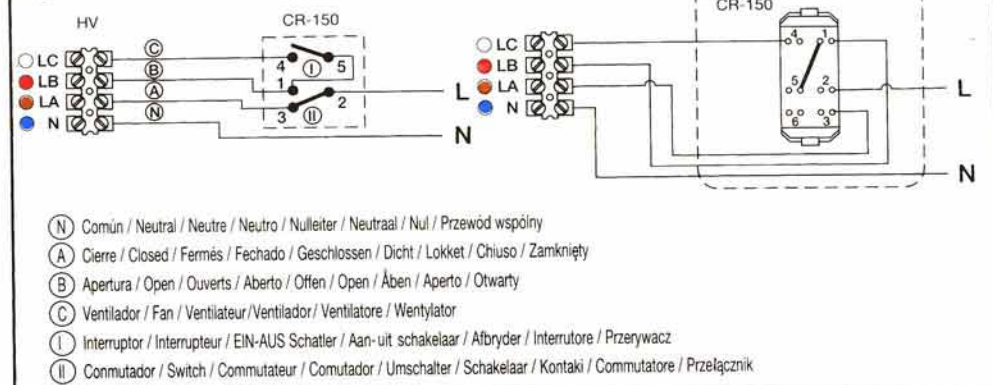 HV
CR-150
LC
LB
LA
N
C
B
A
N
4 I 5
1
2
3 II
L
N
CR-150
LC
LB
LA
N
4 1
5 2
6 3
L
N
N Común / Neutral / Neutre / Neutro / Nulleiter / Neutraal / Nul / Przewód wspólny
A Cierre / Closed / Fermés / Fechado / Geschlossen / Dicht / Lokket / Chiuso / Zamknięty
B Apertura / Open / Ouverts / Aberto / Offen / Open / Åben / Aperto / Otwarty
C Ventilador / Fan / Ventilateur/Ventilador/ Ventilatore / Wentylator
I Interruptor / Interrupteur / EIN-AUS Schatler / Aan-uit schakelaar / Afbryder / Interrutore / Przerywacz
II Conmutador / Switch / Commutateur / Comutador / Umschalter / Schakelaar / Kontaki / Commutatore / Przełącznik